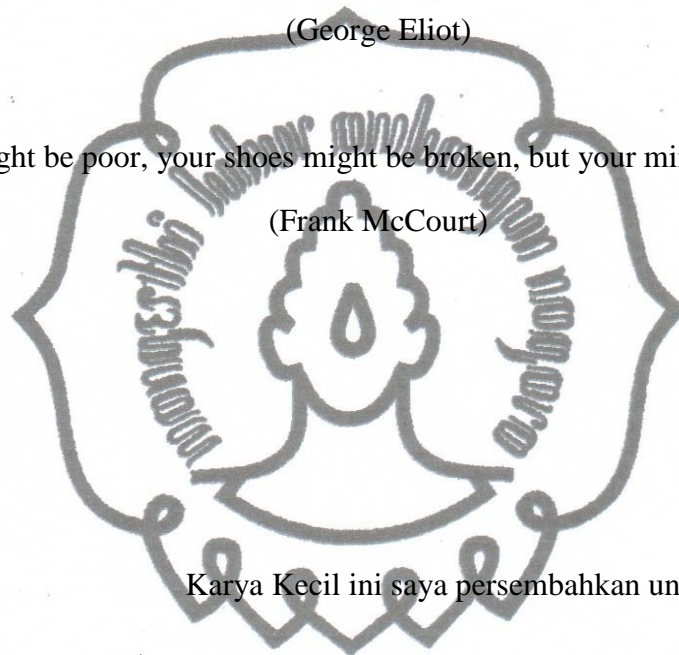 (George Eliot)
ght be poor, your shoes might be broken, but your mi
(Frank McCourt)
Karya Kecil ini saya persembahkan un